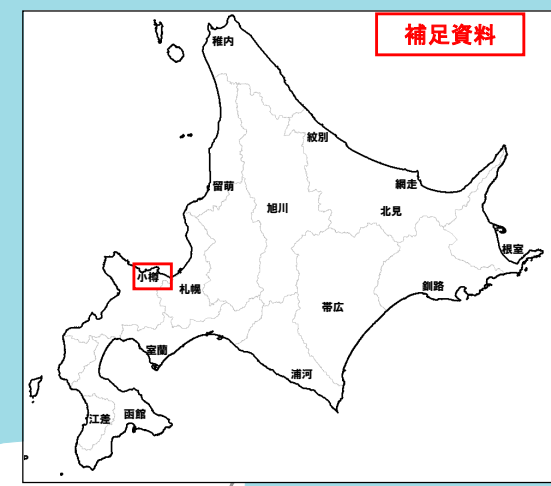 補足資料
稚内
紋別
網走
留萌
旭川
北見
根室
小樽
札幌
釧路
帯広
室蘭
浦河
江差
函館